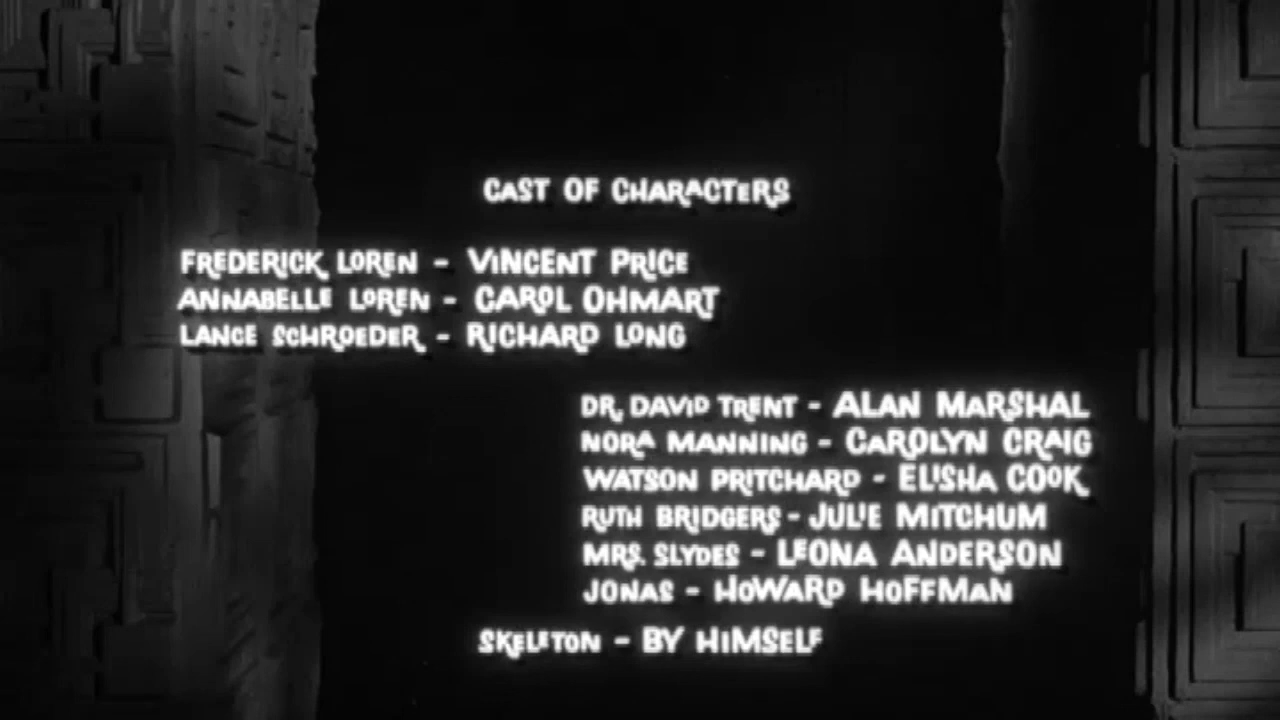 CAST OF CHARACTERS
FREDERICK LOREN - VINCENT PRICE
ANNABELLE LOREN - CAROL OHMART
LANCE SCHROEDER - RICHARD LONG
DR. DAVID TRENT - ALAN MARSHAL
NORA MANNING - CAROLYN CRAIG
WATSON PRITCHARD - ELISHA COOK
RUTH BRIDGERS - JULIE MITCHUM
MRS. SLYDES - LEONA ANDERSON
JONAS - HOWARD HOFFMAN
SKELETON - BY HIMSELF